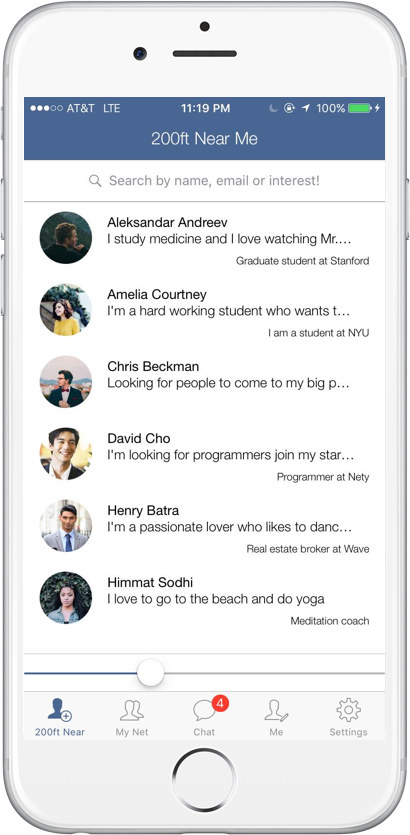 AT&T LTE 11:19 PM 100%
200ft Near Me
Search by name, email or interest!
Aleksandar Andreev
I study medicine and I love watching Mr....
Graduate student at Stanford
Amelia Courtney
I'm a hard working student who wants t...
I am a student at NYU
Chris Beckman
Looking for people to come to my big p...
David Cho
I'm looking for programmers join my star...
Programmer at Nety
Henry Batra
I'm a passionate lover who likes to danc...
Real estate broker at Wave
Himmat Sodhi
I love to go to the beach and do yoga
Meditation coach
4
200ft Near My Net Chat Me Settings